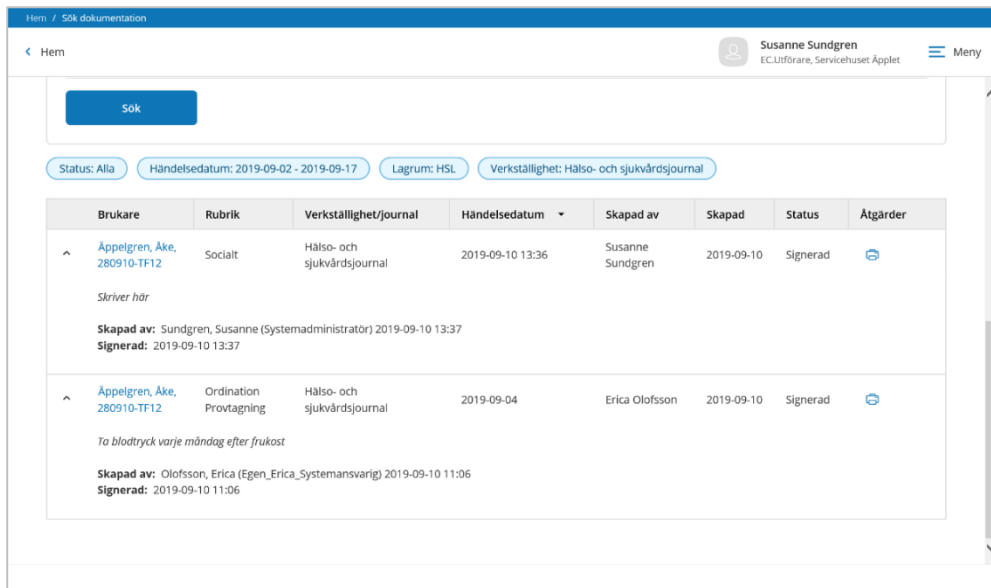 Hem / Sök dokumentation
Hem
Susanne Sundgren
EC.Utförare, Servicehuset Äpplet
Meny
Sök
Status: Alla
Händelsedatum: 2019-09-02 - 2019-09-17
Lagrum: HSL
Verkställighet: Hälso- och sjukvårdsjournal
Brukare Rubrik Verkställighet/journal Händelsedatum Skapad av Skapad Status Åtgärder
Äppelgren, Åke, Socialt Hälso- och 2019-09-10 13:36 Susanne 2019-09-10 Signerad
280910-TF12 sjukvårdsjournal Sundgren
Skriver här
Skapad av: Sundgren, Susanne (Systemadministratör) 2019-09-10 13:37
Signerad: 2019-09-10 13:37
Äppelgren, Åke, Ordination Hälso- och 2019-09-04 Erica Olofsson 2019-09-10 Signerad
280910-TF12 Provtagning sjukvårdsjournal
Ta blodtryck varje måndag efter frukost
Skapad av: Olofsson, Erica (Egen_Erica_Systemansvarig) 2019-09-10 11:06
Signerad: 2019-09-10 11:06